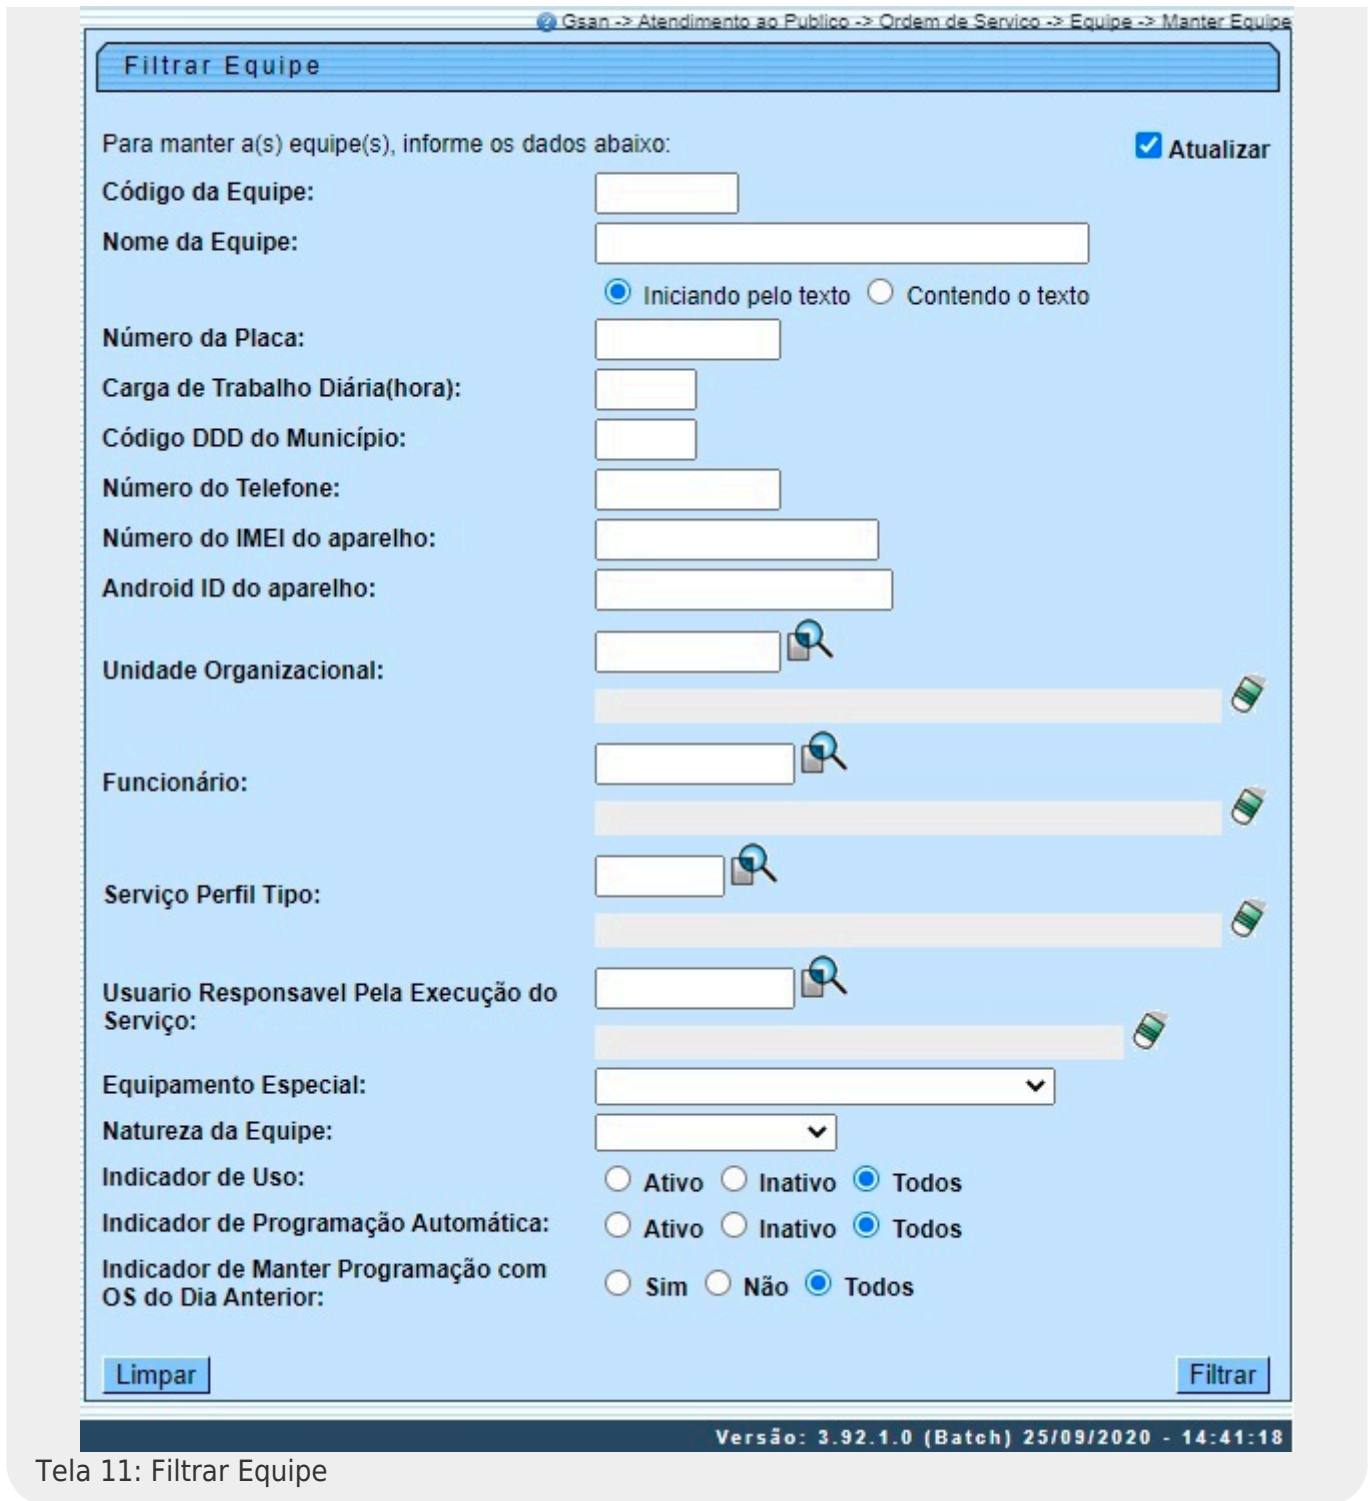 Gsan -> Atendimento ao Publico -> Ordem de Servico -> Equipe -> Manter Equipe
Filtrar Equipe
Para manter a(s) equipe(s), informe os dados abaixo:
Atualizar
Código da Equipe:
Nome da Equipe:
Iniciando pelo texto Contendo o texto
Número da Placa:
Carga de Trabalho Diária(hora):
Código DDD do Município:
Número do Telefone:
Número do IMEI do aparelho:
Android ID do aparelho:
Unidade Organizacional:
Funcionário:
Serviço Perfil Tipo:
Usuario Responsavel Pela Execução do
Serviço:
Equipamento Especial:
Natureza da Equipe:
Indicador de Uso: Ativo Inativo Todos
Indicador de Programação Automática: Ativo Inativo Todos
Indicador de Manter Programação com
OS do Dia Anterior:
Sim Não Todos
Limpar Filtrar
Versão: 3.92.1.0 (Batch) 25/09/2020 - 14:41:18
Tela 11: Filtrar Equipe